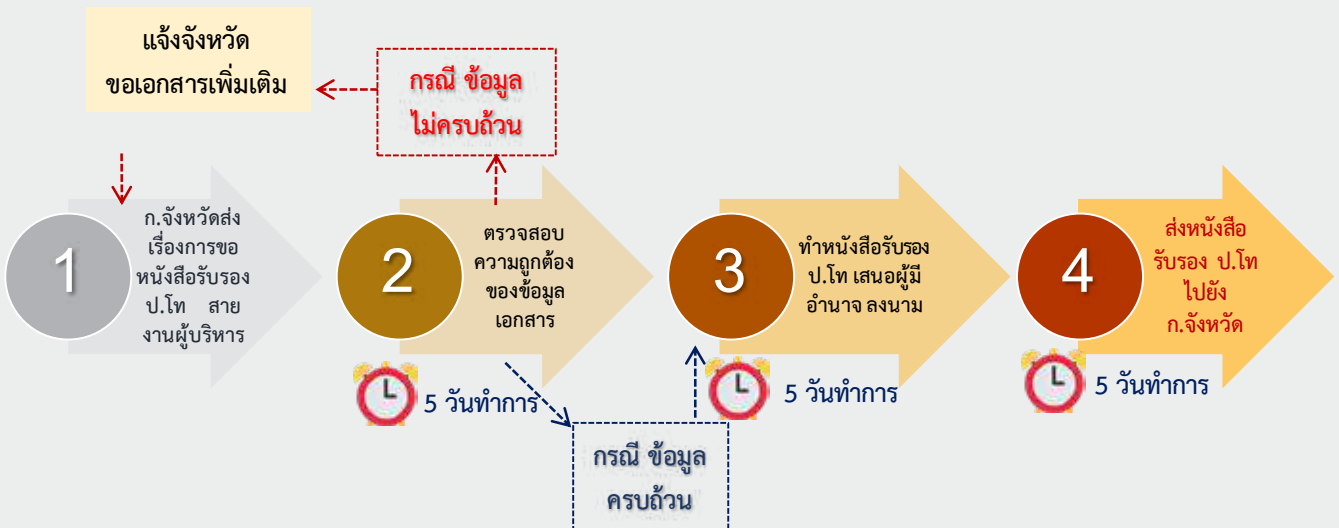 แจ้งจังหวัด
ขอเอกสารเพิ่มเติม
กรณี ข้อมูล
ไม่ครบถ้วน
1
ก.จังหวัดส่ง
เรื่องการขอ
หนังสือรับรอง
ป.โท สาย
งานผู้บริหาร
2
ตรวจสอบ
ความถูกต้อง
ของข้อมูล
เอกสาร
5 วันทำการ
กรณี ข้อมูล
ครบถ้วน
3
ทำหนังสือรับรอง
ป.โท เสนอผู้มี
อำนาจ ลงนาม
5 วันทำการ
4
ส่งหนังสือ
รับรอง ป.โท
ไปยัง
ก.จังหวัด
5 วันทำการ